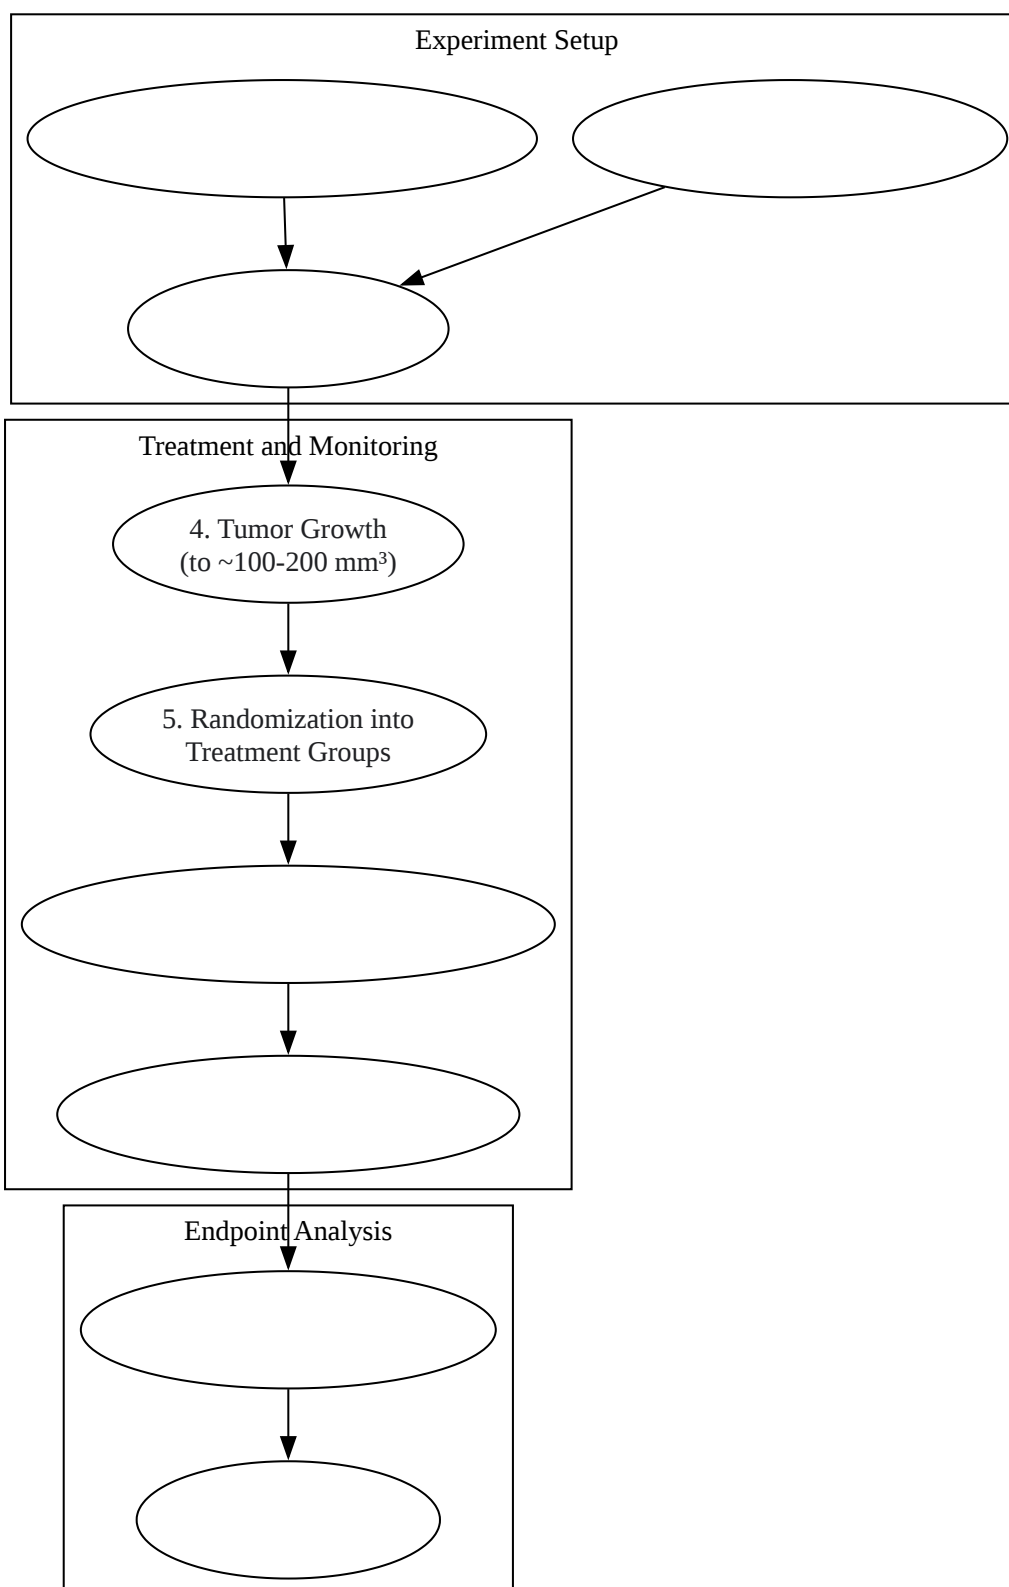 Experiment Setup
Treatment and Monitoring
4. Tumor Growth
(to ~100-200 mm³)
5. Randomization into
Treatment Groups
Endpoint Analysis